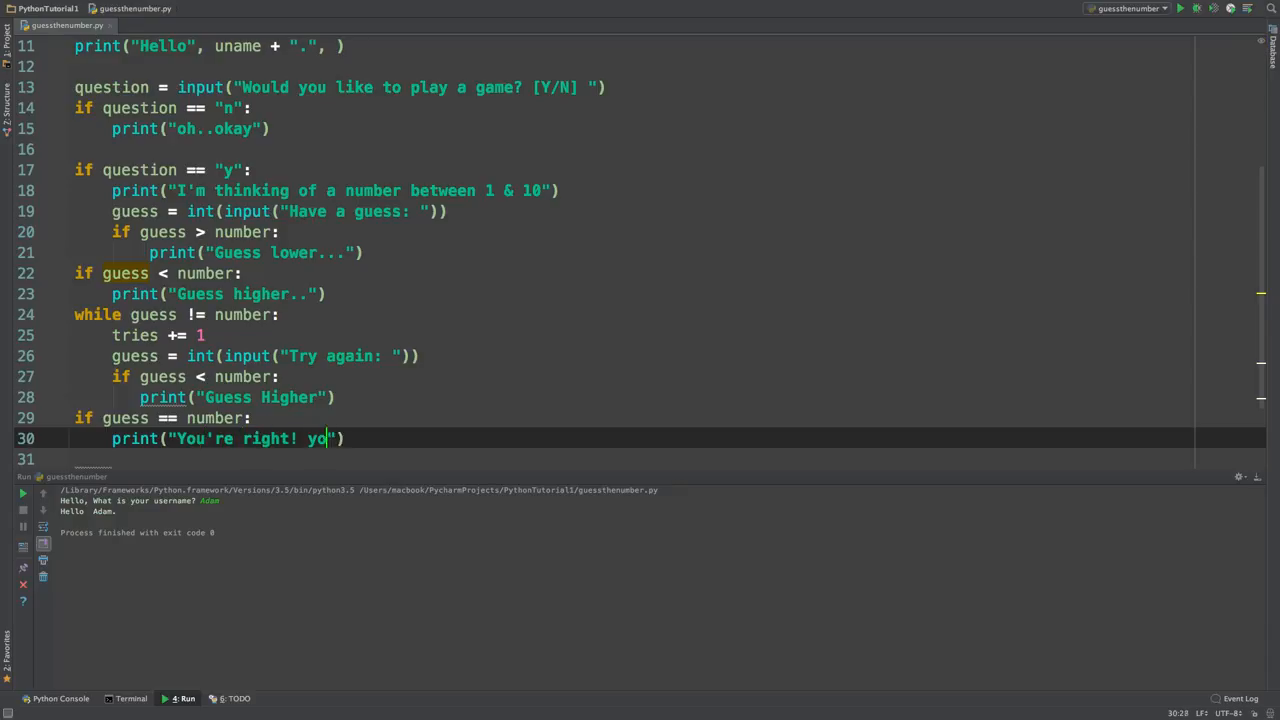 PythonTutorial1 guessthenumber.py guessthenumber
guessthenumber.py
1: Project
Z: Structure
2: Favorites
Database
11 print("Hello", uname + ".", )
12
13 question = input("Would you like to play a game? [Y/N] ")
14 if question == "n":
15 print("oh..okay")
16
17 if question == "y":
18 print("I'm thinking of a number between 1 & 10")
19 guess = int(input("Have a guess: "))
20 if guess > number:
21 print("Guess lower...")
22 if guess < number:
23 print("Guess higher..")
24 while guess != number:
25 tries += 1
26 guess = int(input("Try again: "))
27 if guess < number:
28 print("Guess Higher")
29 if guess == number:
30 print("You're right! yo")
31
Run guessthenumber
/Library/Frameworks/Python.framework/Versions/3.5/bin/python3.5 /Users/macbook/PycharmProjects/PythonTutorial1/guessthenumber.py
Hello, What is your username? Adam
Hello  Adam.
Process finished with exit code 0
Python Console Terminal 4: Run 6: TODO Event Log
30:28 LF÷ UTF-8÷